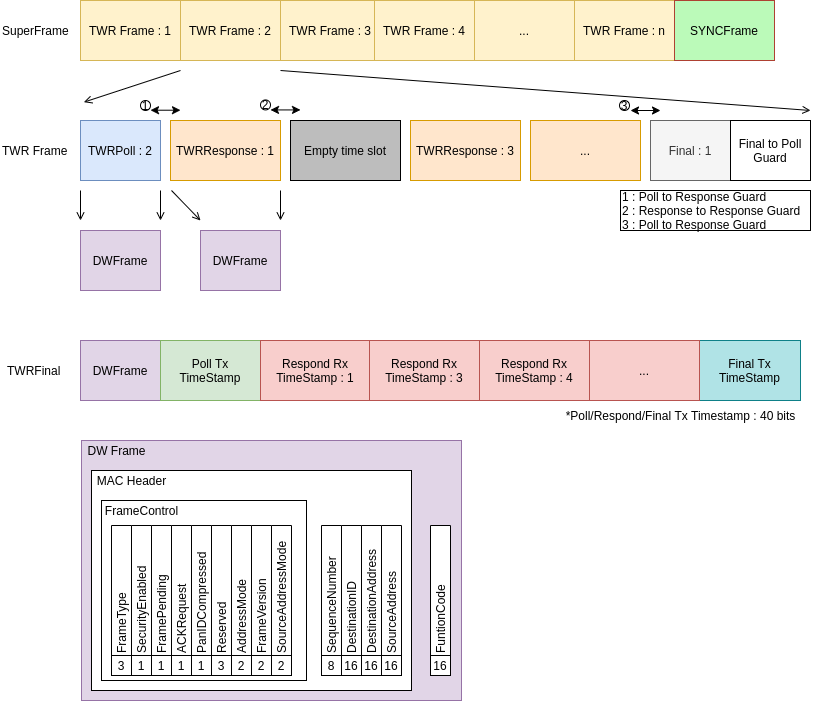 SuperFrame
TWR Frame : 1
TWR Frame : 2
TWR Frame : 3
TWR Frame : 4
...
TWR Frame : n
SYNCFrame
①
②
③
TWR Frame
TWRPoll : 2
TWRResponse : 1
Empty time slot
TWRResponse : 3
...
Final : 1
Final to Poll
Guard
1 : Poll to Response Guard
2 : Response to Response Guard
3 : Poll to Response Guard
DWFrame
DWFrame
TWRFinal
DWFrame
Poll Tx
TimeStamp
Respond Rx
TimeStamp : 1
Respond Rx
TimeStamp : 3
Respond Rx
TimeStamp : 4
...
Final Tx
TimeStamp
*Poll/Respond/Final Tx Timestamp : 40 bits
DW Frame
MAC Header
FrameControl
FrameType
SecurityEnabled
FramePending
ACKRequest
PanIDCompressed
Reserved
AddressMode
FrameVersion
SourceAddressMode
SequenceNumber
DestinationID
DestinationAddress
SourceAddress
FuntionCode
3
1
1
1
1
3
2
2
2
8
16
16
16
16